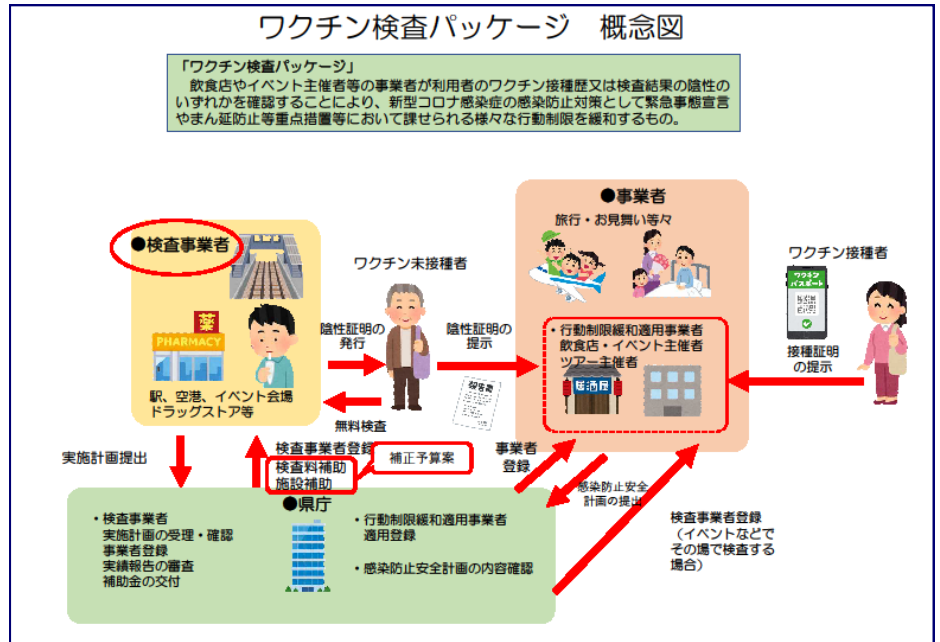 ワクチン検査パッケージ　概念図
「ワクチン検査パッケージ」
飲食店やイベント主催者等の事業者が利用者のワクチン接種歴又は検査結果の陰性の
いずれかを確認することにより、新型コロナ感染症の感染防止対策として緊急事態宣言
やまん延防止等重点措置等において課せられる様々な行動制限を緩和するもの。
●検査事業者
薬
PHARMACY
駅、空港、イベント会場
ドラッグストア等
ワクチン未接種者
陰性証明の
発行
陰性証明の
提示
無料検査
報告書
●事業者
旅行・お見舞い等々
・行動制限緩和適用事業者
飲食店・イベント主催者
ツアー主催者
居酒屋
ワクチン接種者
ワクチン
パスポート
接種証明
の提示
実施計画提出
検査事業者登録
検査料補助
施設補助
補正予算案
事業者
登録
感染防止安全
計画の提出
検査事業者登録
（イベントなどで
その場で検査する
場合）
●県庁
・検査事業者
実施計画の受理・確認
事業者登録
実績報告の審査
補助金の交付
・行動制限緩和適用事業者
適用登録
・感染防止安全計画の内容確認